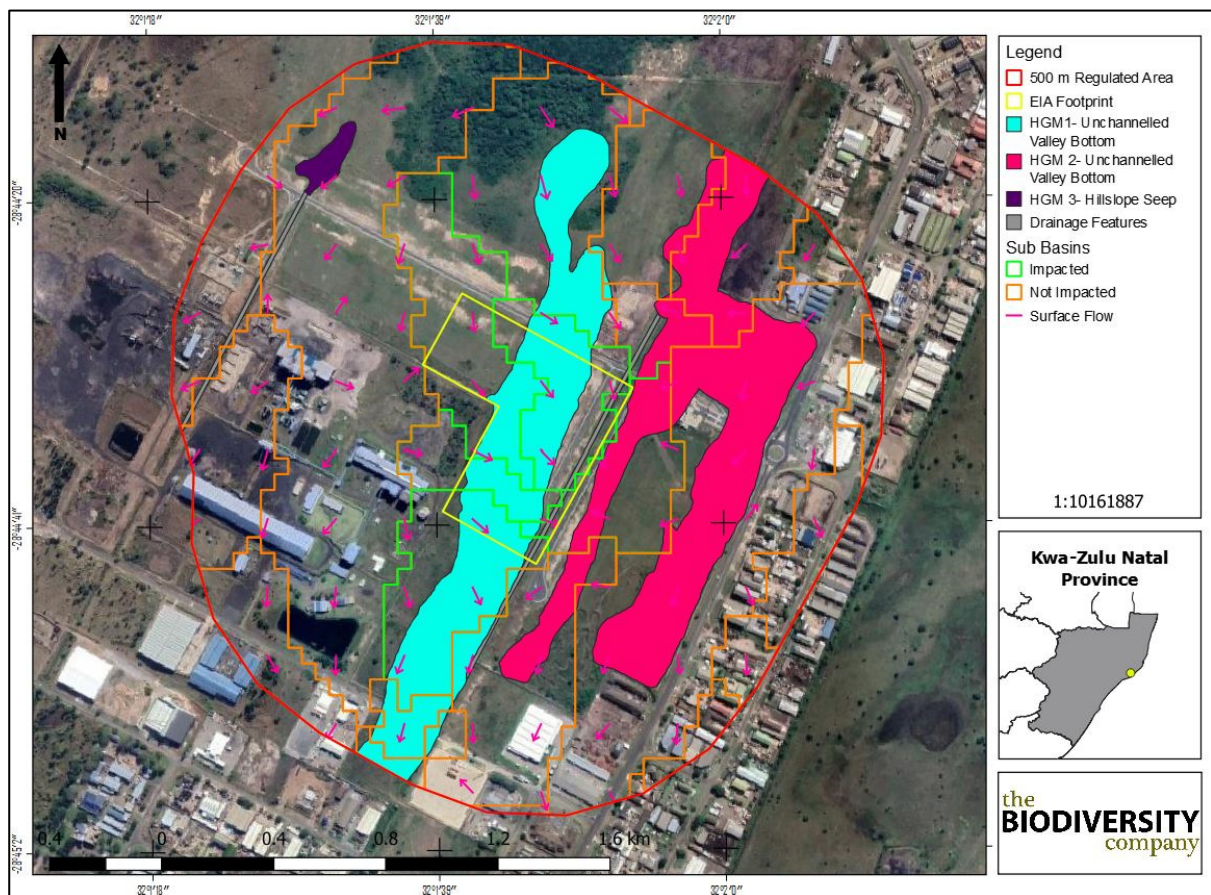 32°1'18"
32°1'39"
32°2'0"
N
-28°44'20"
-28°44'41"
-28°45'2"
0.4 0 0.4 0.8 1.2 1.6 km
32°1'18"
32°1'39"
32°2'0"
Legend
500 m Regulated Area
EIA Footprint
HGM1- Unchannelled
Valley Bottom
HGM 2- Unchannelled
Valley Bottom
HGM 3- Hillslope Seep
Drainage Features
Sub Basins
Impacted
Not Impacted
Surface Flow
1:10161887
Kwa-Zulu Natal
Province
the
BIODIVERSITY
company